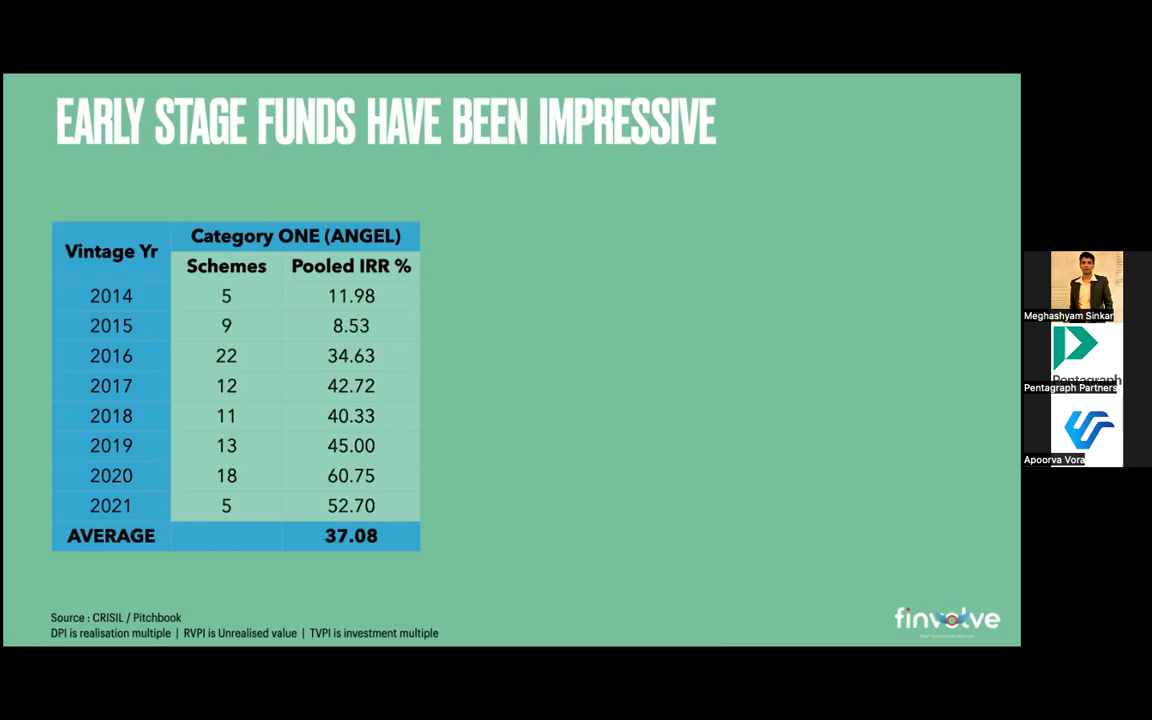 EARLY STAGE FUNDS HAVE BEEN IMPRESSIVE
Vintage Yr Category ONE (ANGEL)
Schemes Pooled IRR %
2014 5 11.98
2015 9 8.53
2016 22 34.63
2017 12 42.72
2018 11 40.33
2019 13 45.00
2020 18 60.75
2021 5 52.70
AVERAGE 37.08
Source : CRISIL / Pitchbook
DPI is realisation multiple | RVPI is Unrealised value | TVPI is investment multiple
finvolve
Meghashyam Sinkar
Pentagraph
Pentagraph Partners
Apoorva Vora